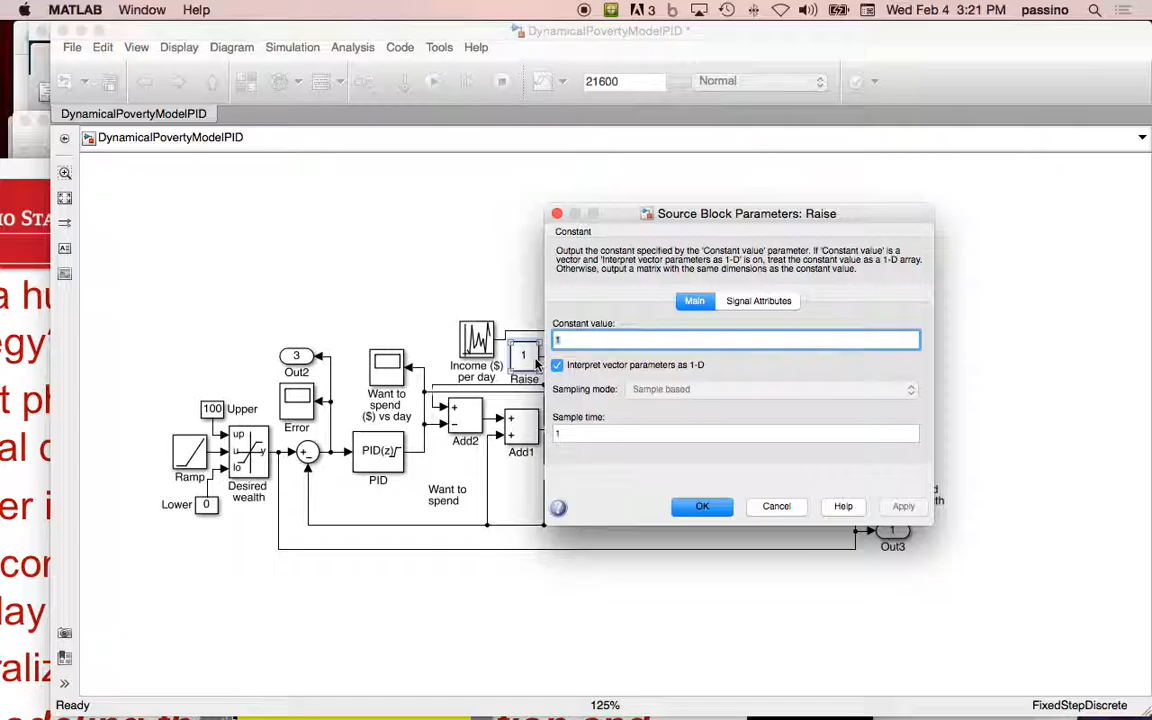 MATLAB Window Help
3 Wed Feb 4 3:21 PM passino
DynamicalPovertyModelPID *
File Edit View Display Diagram Simulation Analysis Code Tools Help
21600 Normal
DynamicalPovertyModelPID
DynamicalPovertyModelPID
Source Block Parameters: Raise
Constant
Output the constant specified by the 'Constant value' parameter. If 'Constant value' is a
vector and 'Interpret vector parameters as 1-D' is on, treat the constant value as a 1-D array.
Otherwise, output a matrix with the same dimensions as the constant value.
Main Signal Attributes
Constant value:
1
Interpret vector parameters as 1-D
Sampling mode: Sample based
Sample time:
1
OK Cancel Help Apply
3
Out2
Error
Want to
spend
($) vs day
Income ($)
per day
1
Raise
100 Upper
up
u y
lo
Ramp
Lower 0
Desired
wealth
+
-
PID(z)
PID
+
-
Add2
+
+
Add1
Want to
spend
1
Out3
Ready 125% FixedStepDiscrete